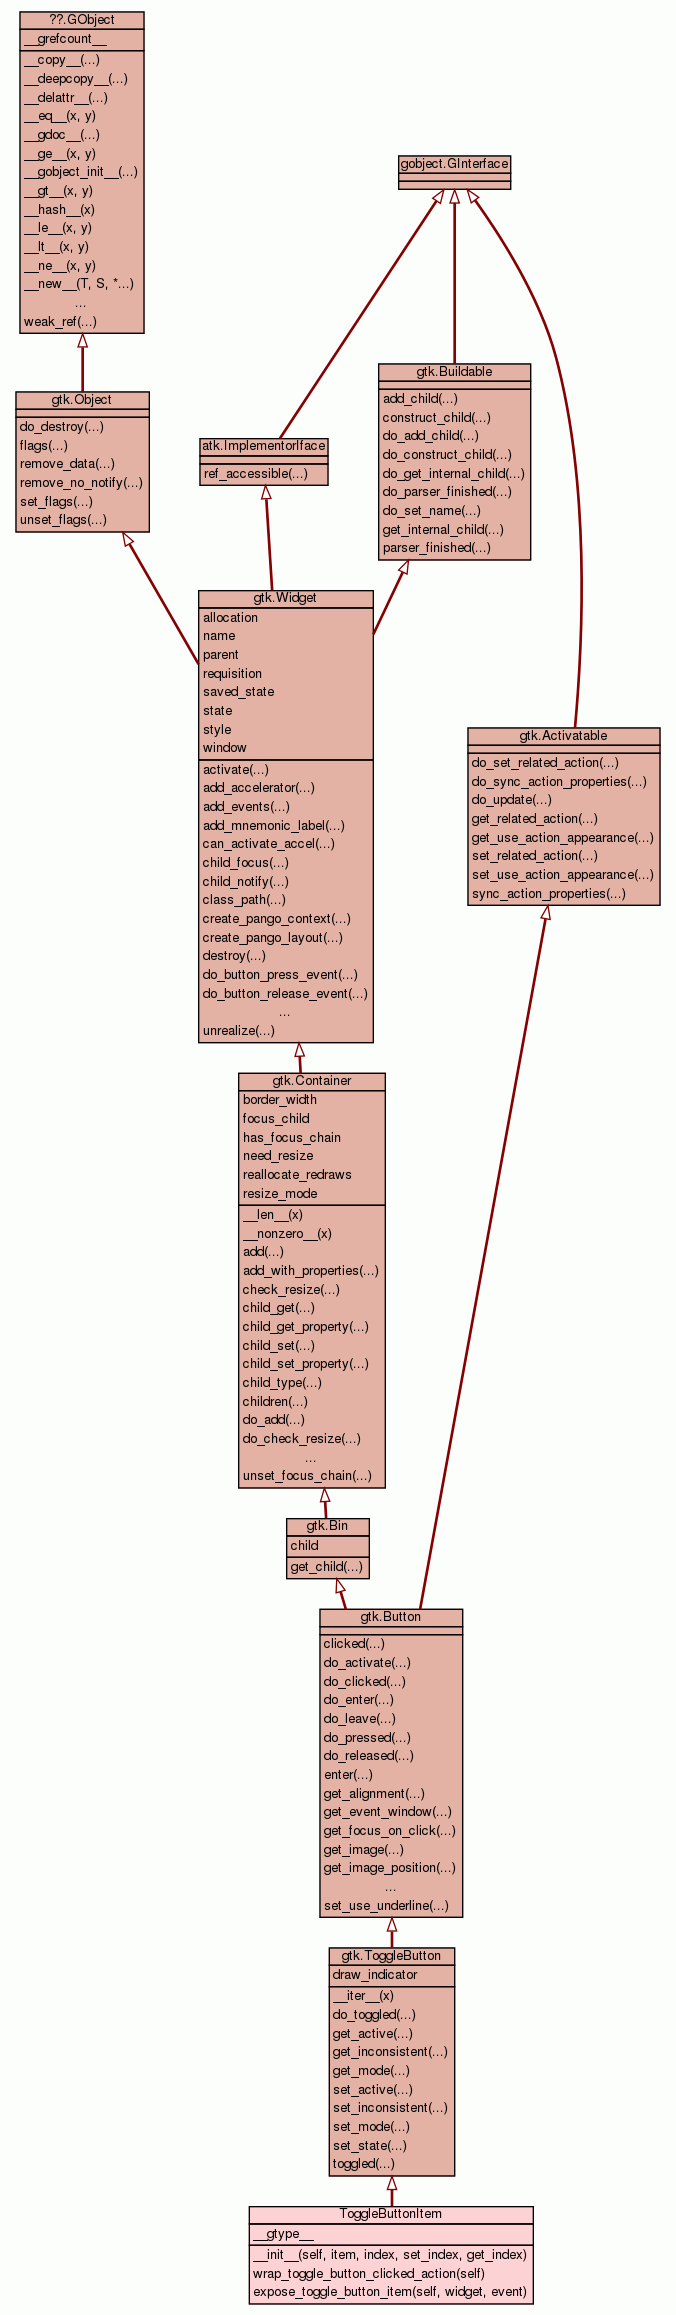 ??.GObject
__grefcount__
__copy__(...)
__deepcopy__(...)
__delattr__(...)
__eq__(x, y)
__gdoc__(...)
__ge__(x, y)
__gobject_init__(...)
__gt__(x, y)
__hash__(x)
__le__(x, y)
__lt__(x, y)
__ne__(x, y)
__new__(T, S, *...)
...
weak_ref(...)
gobject.GInterface
gtk.Object
do_destroy(...)
flags(...)
remove_data(...)
remove_no_notify(...)
set_flags(...)
unset_flags(...)
atk.ImplementorIface
ref_accessible(...)
gtk.Buildable
add_child(...)
construct_child(...)
do_add_child(...)
do_construct_child(...)
do_get_internal_child(...)
do_parser_finished(...)
do_set_name(...)
get_internal_child(...)
parser_finished(...)
gtk.Widget
allocation
name
parent
requisition
saved_state
state
style
window
activate(...)
add_accelerator(...)
add_events(...)
add_mnemonic_label(...)
can_activate_accel(...)
child_focus(...)
child_notify(...)
class_path(...)
create_pango_context(...)
create_pango_layout(...)
destroy(...)
do_button_press_event(...)
do_button_release_event(...)
...
unrealize(...)
gtk.Activatable
do_set_related_action(...)
do_sync_action_properties(...)
do_update(...)
get_related_action(...)
get_use_action_appearance(...)
set_related_action(...)
set_use_action_appearance(...)
sync_action_properties(...)
gtk.Container
border_width
focus_child
has_focus_chain
need_resize
reallocate_redraws
resize_mode
__len__(x)
__nonzero__(x)
add(...)
add_with_properties(...)
check_resize(...)
child_get(...)
child_get_property(...)
child_set(...)
child_set_property(...)
child_type(...)
children(...)
do_add(...)
do_check_resize(...)
...
unset_focus_chain(...)
gtk.Bin
child
get_child(...)
gtk.Button
clicked(...)
do_activate(...)
do_clicked(...)
do_enter(...)
do_leave(...)
do_pressed(...)
do_released(...)
enter(...)
get_alignment(...)
get_event_window(...)
get_focus_on_click(...)
get_image(...)
get_image_position(...)
...
set_use_underline(...)
gtk.ToggleButton
draw_indicator
__iter__(x)
do_toggled(...)
get_active(...)
get_inconsistent(...)
get_mode(...)
set_active(...)
set_inconsistent(...)
set_mode(...)
set_state(...)
toggled(...)
ToggleButtonItem
__gtype__
__init__(self, item, index, set_index, get_index)
wrap_toggle_button_clicked_action(self)
expose_toggle_button_item(self, widget, event)